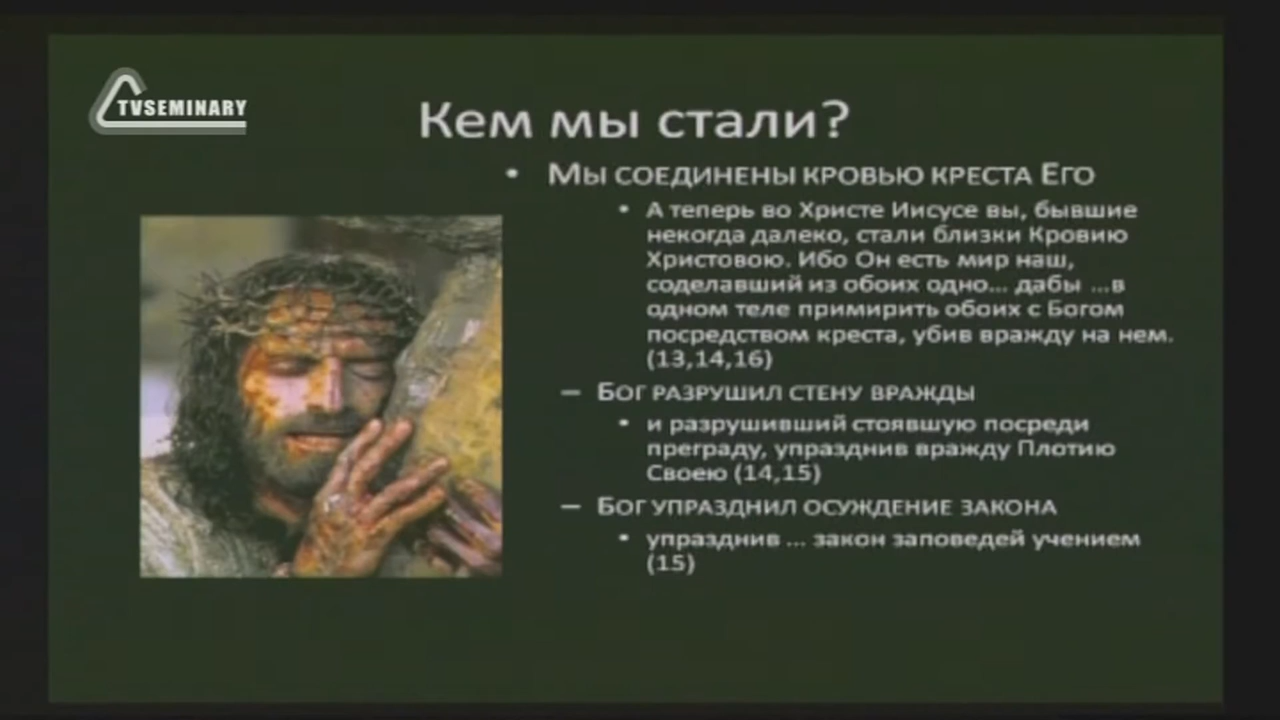 TVSEMINARY
Кем мы стали?
• Мы соединены кровью креста Его
• А теперь во Христе Иисусе вы, бывшие
некогда далеко, стали близки Кровию
Христовою. Ибо Он есть мир наш,
соделавший из обоих одно... дабы ...в
одном теле примирить обоих с Богом
посредством креста, убив вражду на нем.
(13,14,16)
– Бог разрушил стену вражды
• и разрушивший стоявшую посреди
преграду, упразднив вражду Плотию
Своею (14,15)
– Бог упразднил осуждение закона
• упразднив ... закон заповедей учением
(15)